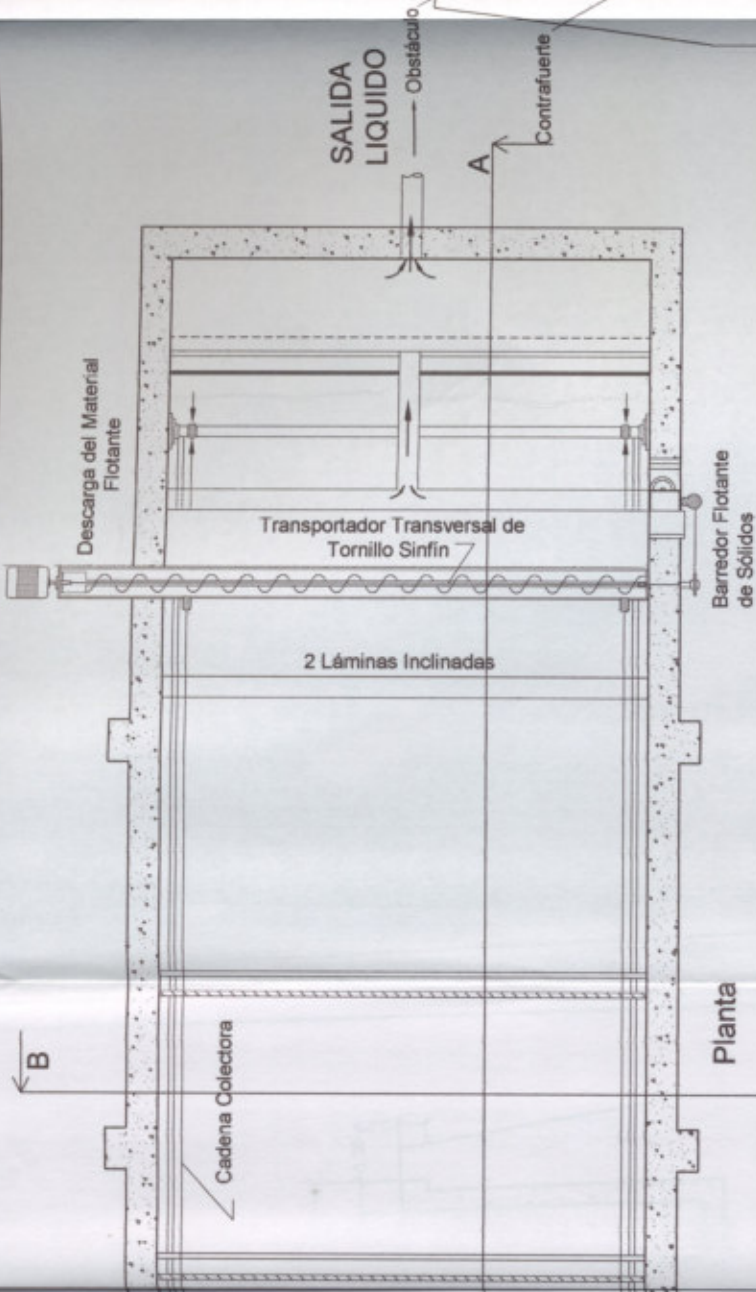 SALIDA
LIQUIDO
Obstáculo
Contrafuerte
A
Descarga del Material
Flotante
Transportador Transversal de
Tornillo Sinfín
2 Láminas Inclinadas
Barredor Flotante
de Sólidos
B
Cadena Colectora
Planta